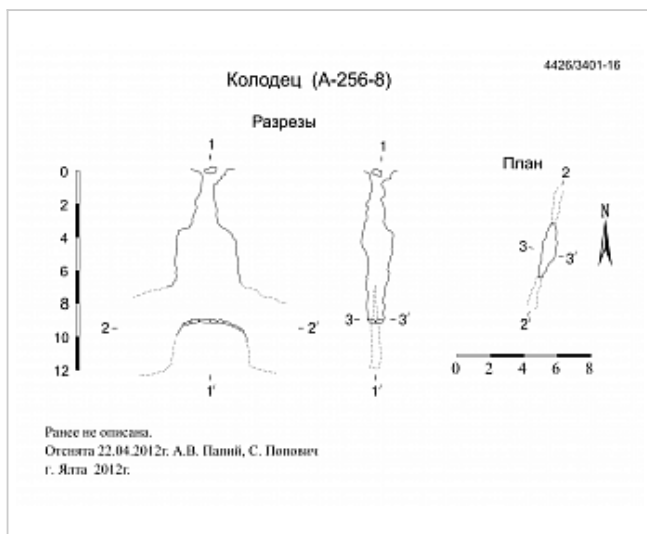 4426/3401-16
Колодец (А-256-8)
Разрезы
План
1
1
0
2
4
6
8
10
12
2
2'
1'
3
3'
1'
2
3
3'
2'
N
0 2 4 6 8
Ранее не описана.
Отснята 22.04.2012г. А.В. Папий, С. Попович
г. Ялта 2012г.